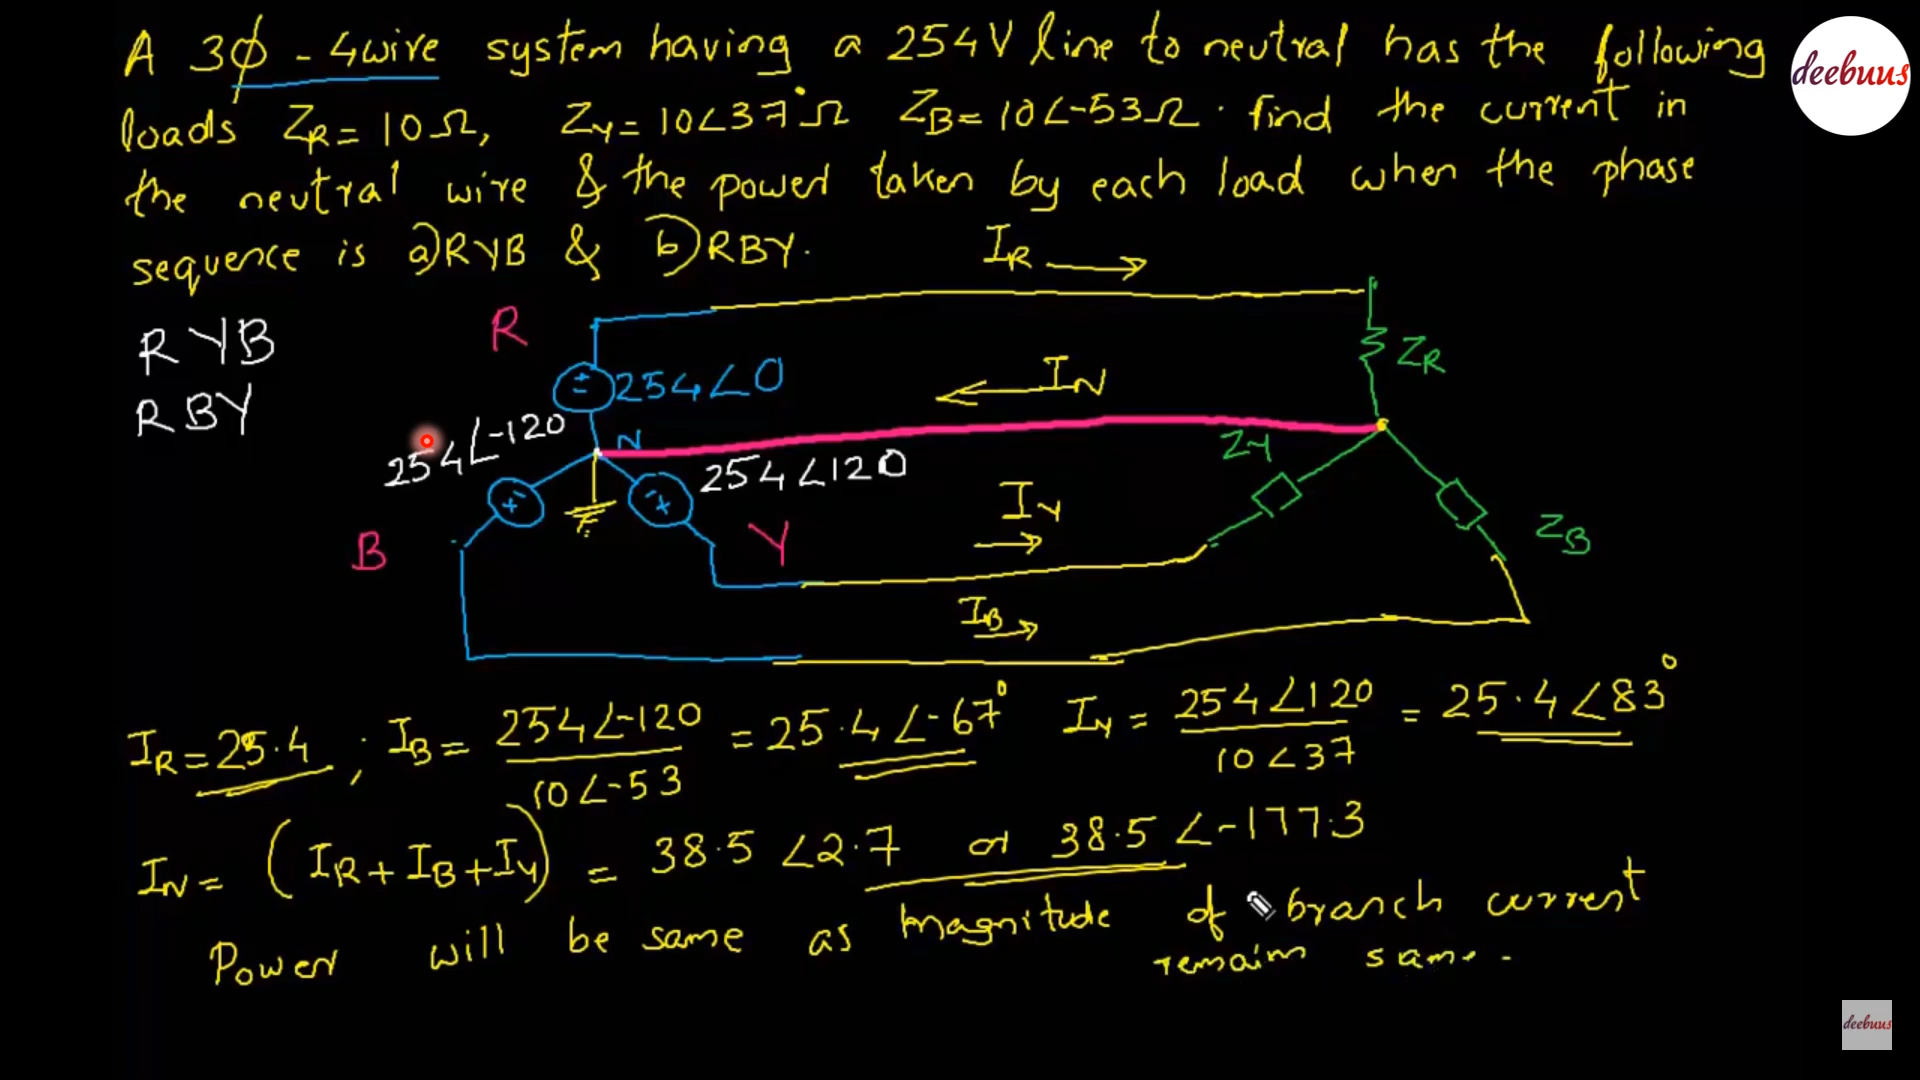 A 3ϕ - 4wire system having a 254V line to neutral has the following
loads ZR = 10Ω, ZY = 10∠37°Ω ZB = 10∠-53Ω · find the current in
the neutral wire & the power taken by each load when the phase
sequence is a)RYB & b)RBY.
IR
RYB
R
ZR
IN
254∠0
RBY
254∠-120
N
ZY
254∠120
IY
Y
B
ZB
IB
IR = 25.4 ; IB = 254∠-120 / 10∠-53 = 25.4∠-67° IY = 254∠120 / 10∠37 = 25.4∠83°
IN = (IR + IB + IY) = 38.5∠2.7 or 38.5∠-177.3
Power will be same as magnitude of branch current
remains same.
deebuus
deebuus